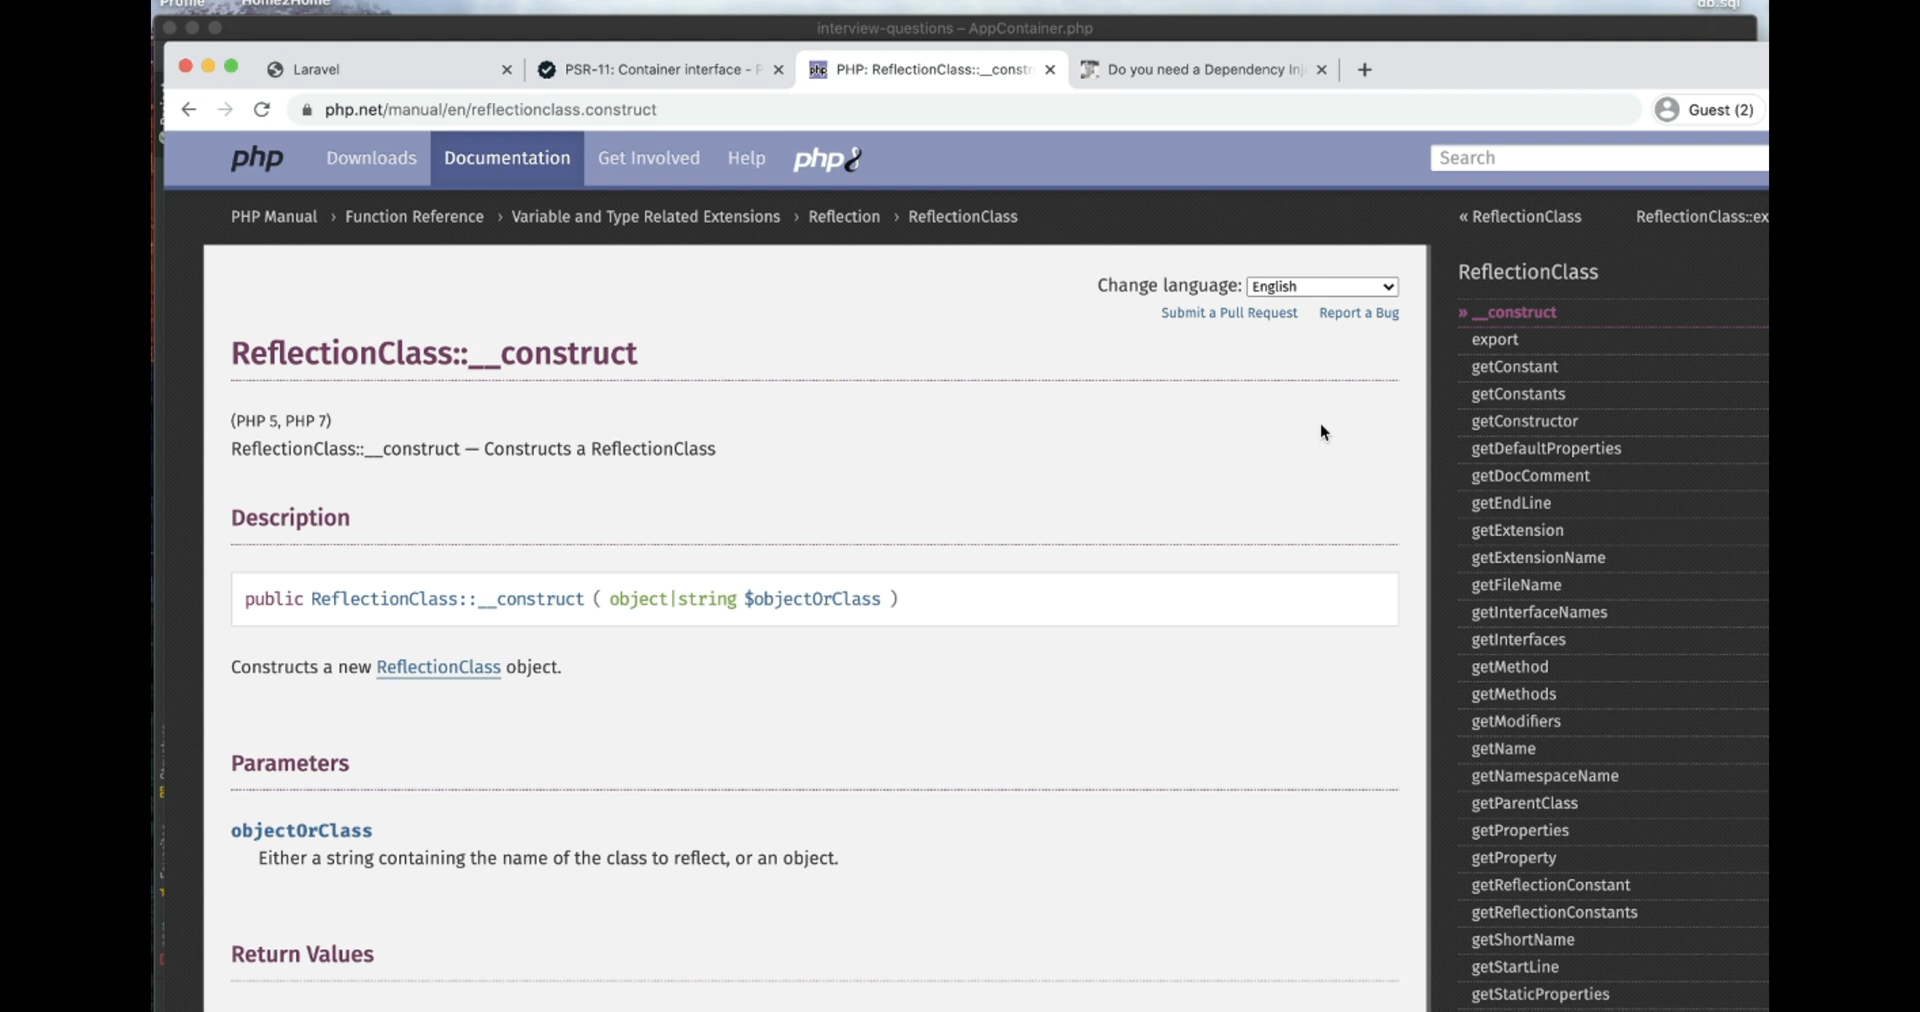 Profile
Home2Home
db.sql
interview-questions – AppContainer.php
Laravel
PSR-11: Container interface - P
PHP: ReflectionClass::__constr
Do you need a Dependency Inj
php.net/manual/en/reflectionclass.construct
Guest (2)
php
Downloads
Documentation
Get Involved
Help
php8
Search
PHP Manual › Function Reference › Variable and Type Related Extensions › Reflection › ReflectionClass
« ReflectionClass
ReflectionClass::ex
Change language: English
Submit a Pull Request
Report a Bug
ReflectionClass::__construct
(PHP 5, PHP 7)
ReflectionClass::__construct — Constructs a ReflectionClass
Description
public ReflectionClass::__construct ( object|string $objectOrClass )
Constructs a new ReflectionClass object.
Parameters
objectOrClass
Either a string containing the name of the class to reflect, or an object.
Return Values
ReflectionClass
» __construct
export
getConstant
getConstants
getConstructor
getDefaultProperties
getDocComment
getEndLine
getExtension
getExtensionName
getFileName
getInterfaceNames
getInterfaces
getMethod
getMethods
getModifiers
getName
getNamespaceName
getParentClass
getProperties
getProperty
getReflectionConstant
getReflectionConstants
getShortName
getStartLine
getStaticProperties